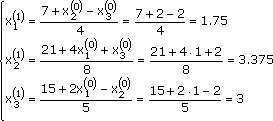 x₁⁽¹⁾ = (7 + x₂⁽⁰⁾ − x₃⁽⁰⁾)/4 = (7 + 2 − 2)/4 = 1.75
x₂⁽¹⁾ = (21 + 4x₁⁽⁰⁾ + x₃⁽⁰⁾)/8 = (21 + 4·1 + 2)/8 = 3.375
x₃⁽¹⁾ = (15 + 2x₁⁽⁰⁾ − x₂⁽⁰⁾)/5 = (15 + 2·1 − 2)/5 = 3